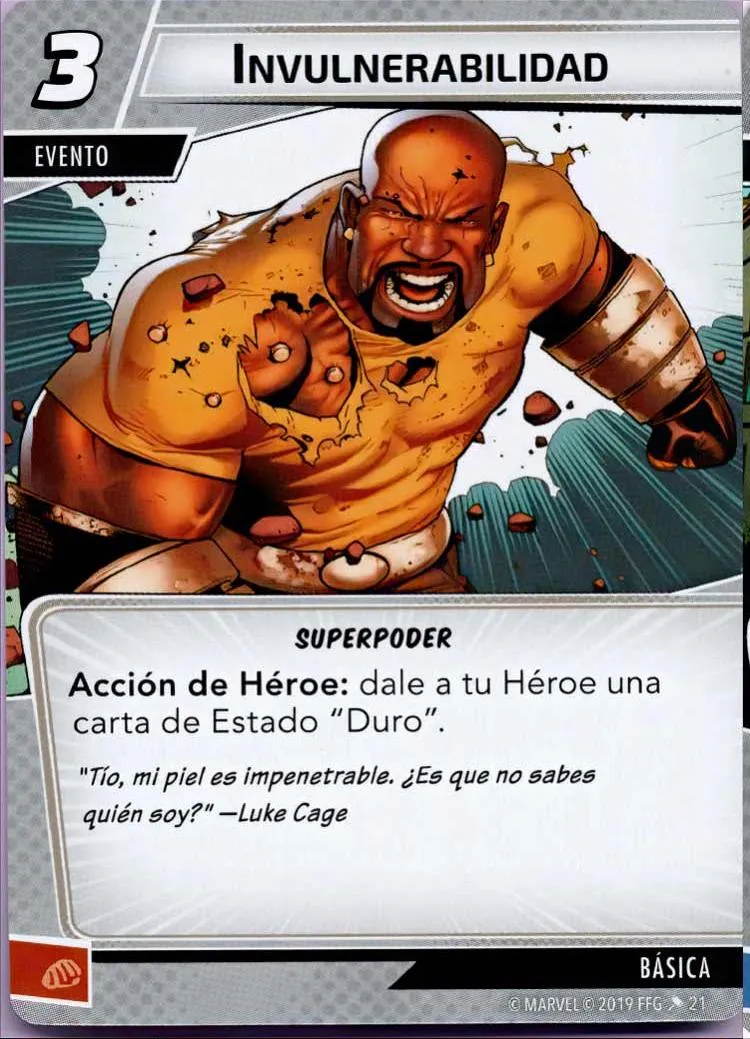 3
INVULNERABILIDAD
EVENTO
SUPERPODER
Acción de Héroe: dale a tu Héroe una
carta de Estado “Duro”.
"Tío, mi piel es impenetrable. ¿Es que no sabes
quién soy?" —Luke Cage
BÁSICA
© MARVEL © 2019 FFG 21